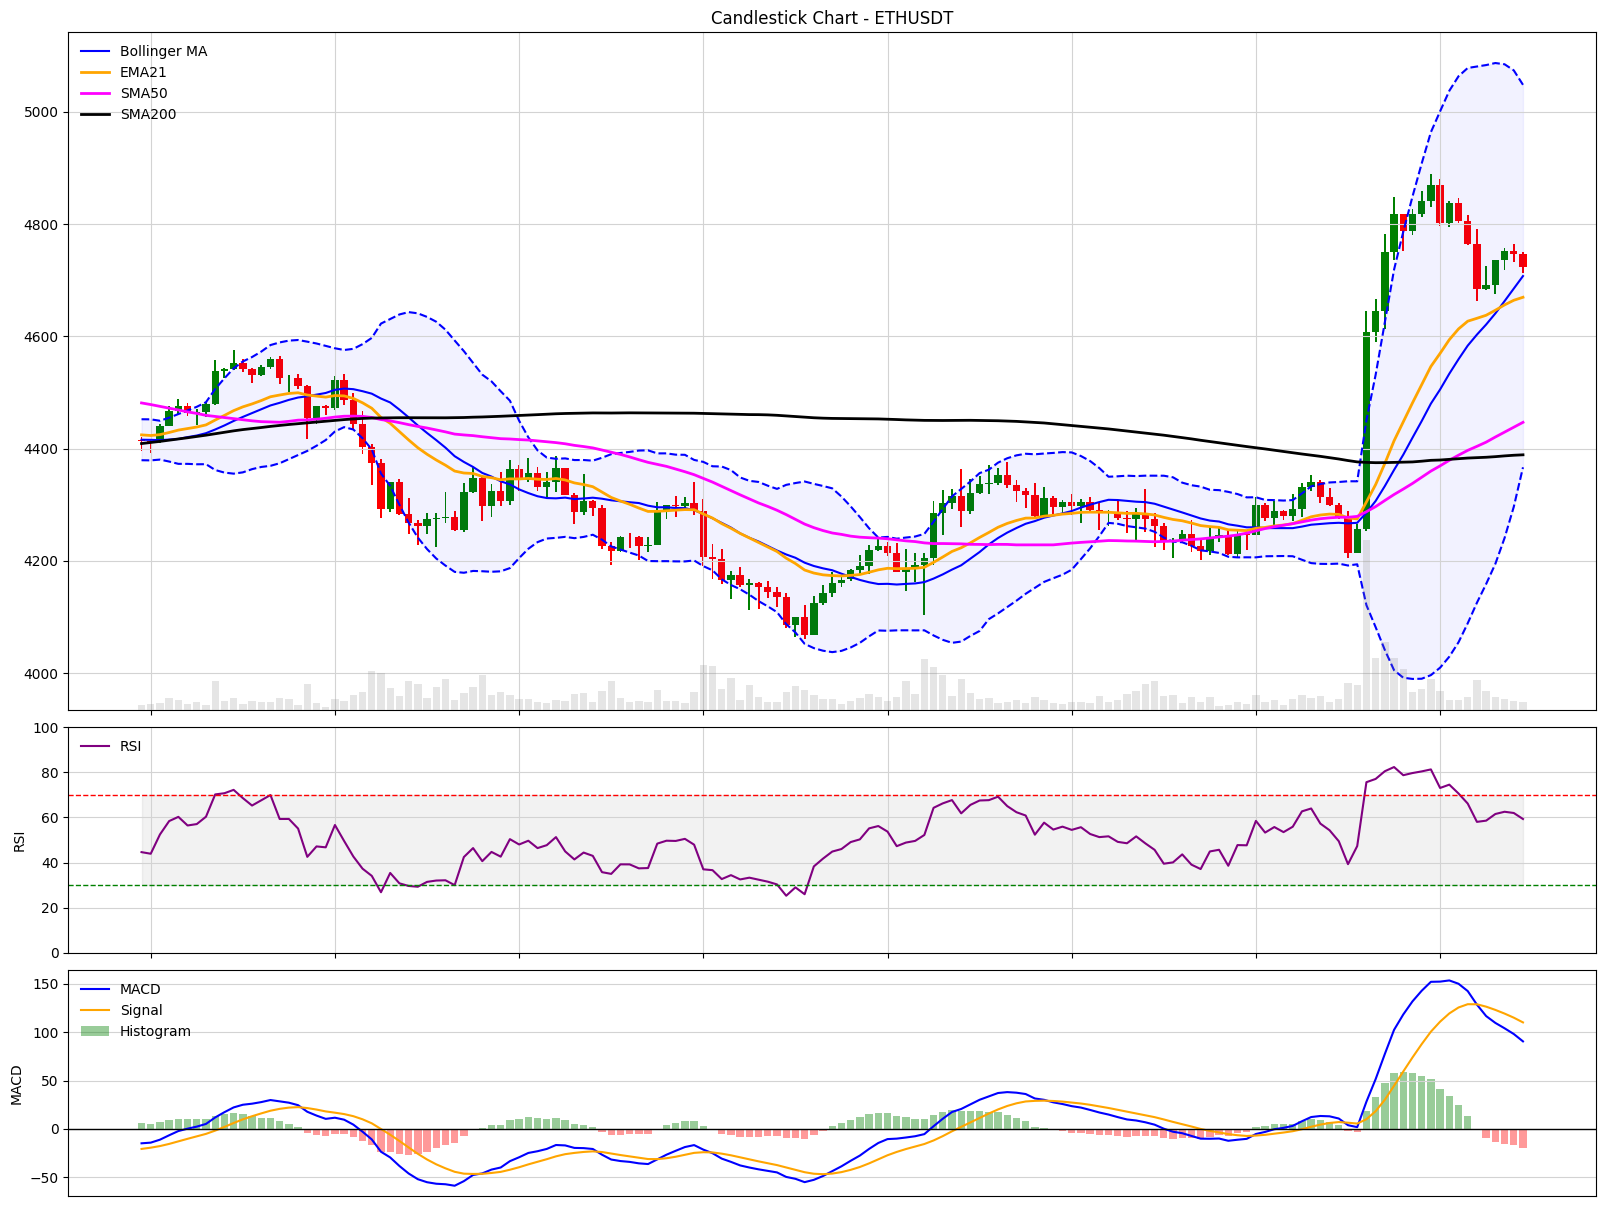 Candlestick Chart - ETHUSDT
Bollinger MA
EMA21
SMA50
SMA200
5000
4800
4600
4400
4200
4000
RSI
100
80
60
40
20
0
RSI
MACD
Signal
Histogram
150
100
50
0
−50
MACD